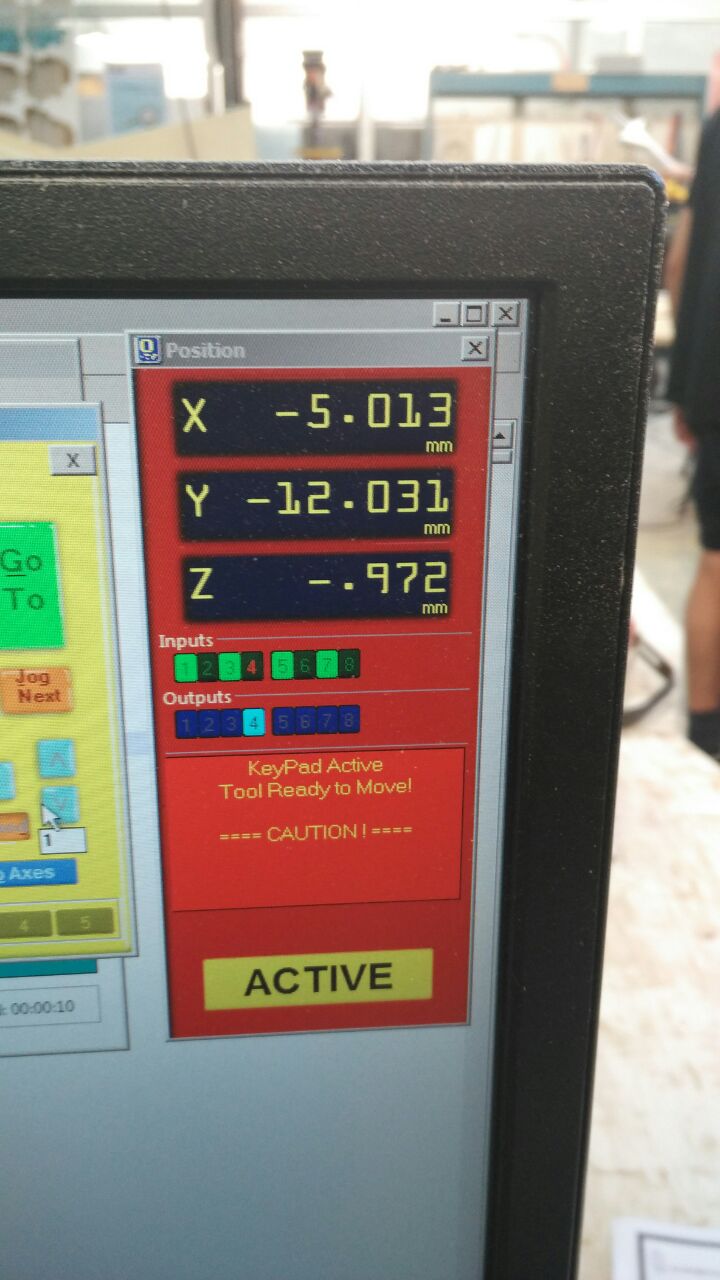 Position
X -5.013
mm
Y -12.031
mm
Z -.972
mm
Inputs
1 2 3 4 5 6 7 8
Outputs
1 2 3 4 5 6 7 8
KeyPad Active
Tool Ready to Move!
==== CAUTION ! ====
ACTIVE
X
Go
To
Jog
Next
1
Axes
4 5
: 00:00:10